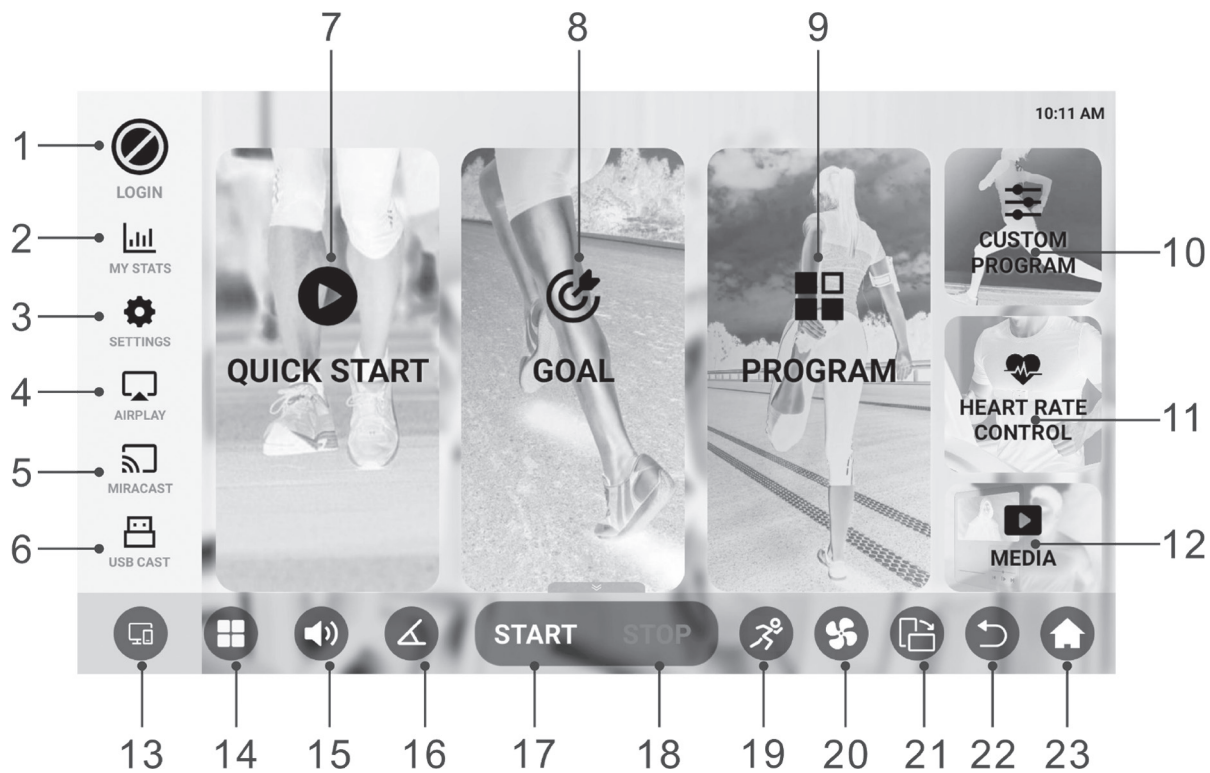 7 8 9
10:11 AM
1
LOGIN
2
MY STATS
3
SETTINGS
4
AIRPLAY
5
MIRACAST
6
USB CAST
QUICK START
GOAL
PROGRAM
CUSTOM
PROGRAM
10
HEART RATE
CONTROL
11
MEDIA
12
START STOP
13 14 15 16 17 18 19 20 21 22 23